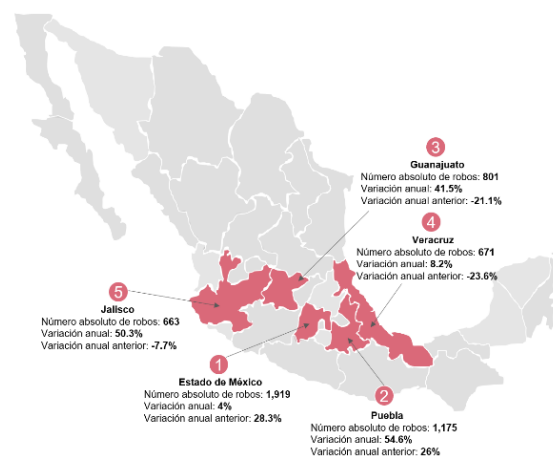 3
Guanajuato
Número absoluto de robos: 801
Variación anual: 41.5%
Variación anual anterior: -21.1%
4
Veracruz
Número absoluto de robos: 671
Variación anual: 8.2%
Variación anual anterior: -23.6%
5
Jalisco
Número absoluto de robos: 663
Variación anual: 50.3%
Variación anual anterior: -7.7%
1
Estado de México
Número absoluto de robos: 1,919
Variación anual: 4%
Variación anual anterior: 28.3%
2
Puebla
Número absoluto de robos: 1,175
Variación anual: 54.6%
Variación anual anterior: 26%